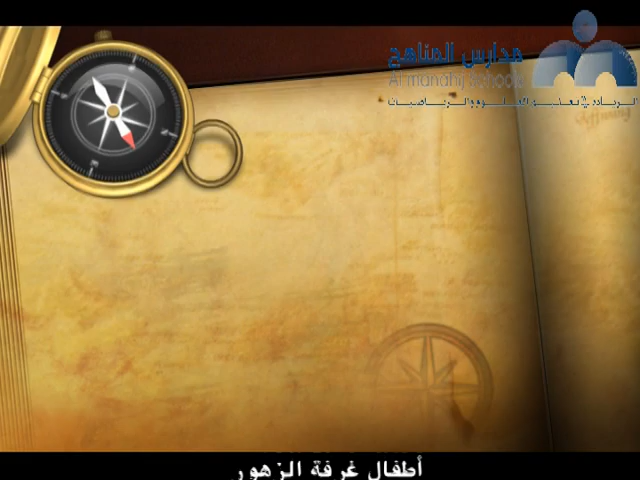 مدارس المناهج
Al manahij Schools
الريادة في تعليم العلوم والرياضيات
أطفال غرفة الزهور